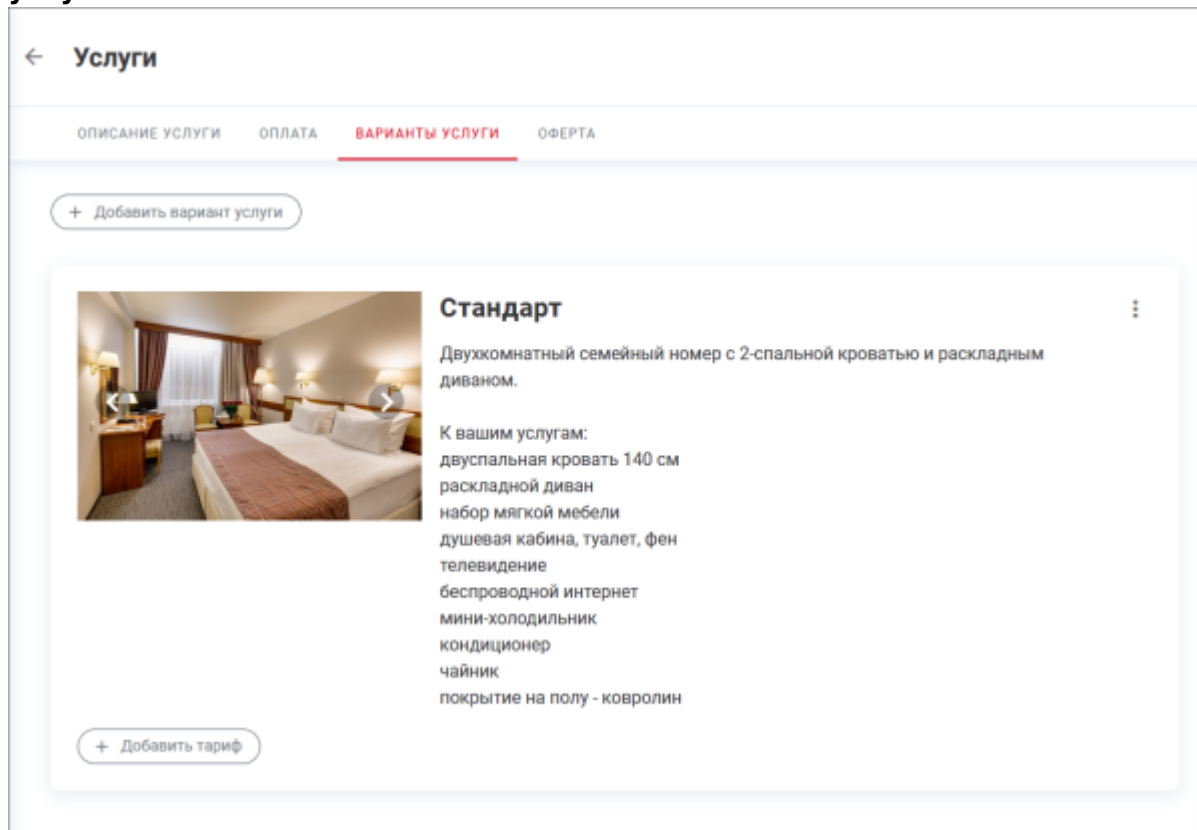 Услуги
ОПИСАНИЕ УСЛУГИ ОПЛАТА ВАРИАНТЫ УСЛУГИ ОФЕРТА
+ Добавить вариант услуги
Стандарт
Двухкомнатный семейный номер с 2-спальной кроватью и раскладным
диваном.
К вашим услугам:
двуспальная кровать 140 см
раскладной диван
набор мягкой мебели
душевая кабина, туалет, фен
телевидение
беспроводной интернет
мини-холодильник
кондиционер
чайник
покрытие на полу - ковролин
+ Добавить тариф